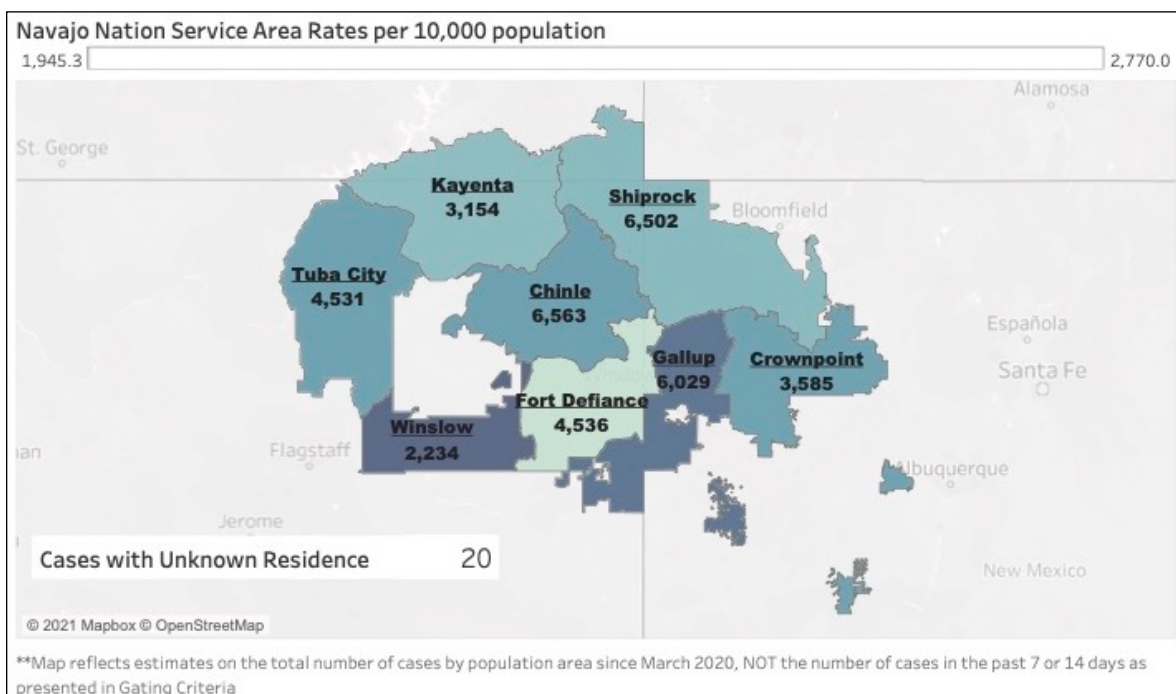 Navajo Nation Service Area Rates per 10,000 population
1,945.3
2,770.0
Alamosa
St. George
Kayenta
3,154
Shiprock
6,502
Bloomfield
Tuba City
4,531
Chinle
6,563
Española
Gallup
6,029
Crownpoint
3,585
Santa Fe
Fort Defiance
4,536
Winslow
2,234
Flagstaff
Albuquerque
Jerome
Cases with Unknown Residence 20
New Mexico
© 2021 Mapbox © OpenStreetMap
**Map reflects estimates on the total number of cases by population area since March 2020, NOT the number of cases in the past 7 or 14 days as
presented in Gating Criteria